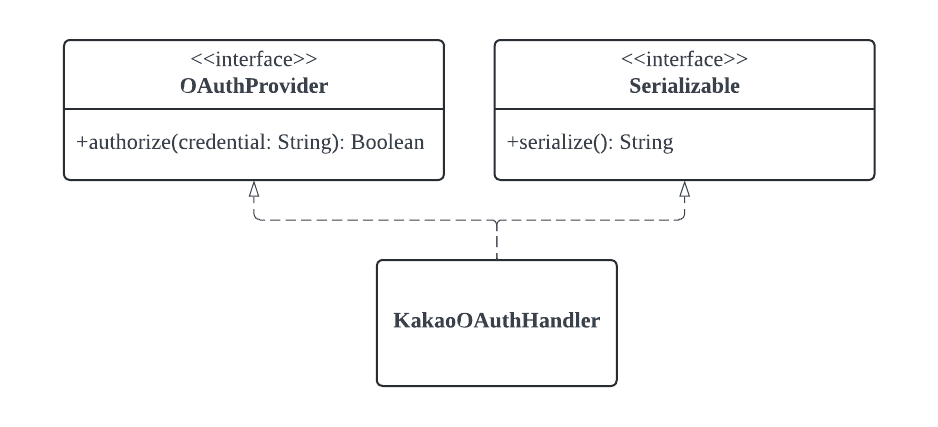 <<interface>>
OAuthProvider
+authorize(credential: String): Boolean
<<interface>>
Serializable
+serialize(): String
KakaoOAuthHandler